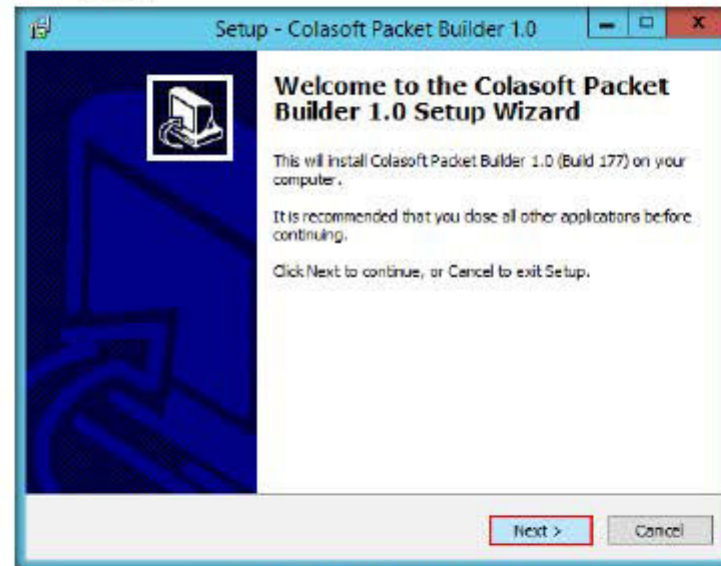 Setup - Colasoft Packet Builder 1.0
Welcome to the Colasoft Packet
Builder 1.0 Setup Wizard
This will install Colasoft Packet Builder 1.0 (Build 177) on your
computer.
It is recommended that you close all other applications before
continuing.
Click Next to continue, or Cancel to exit Setup.
Next >
Cancel